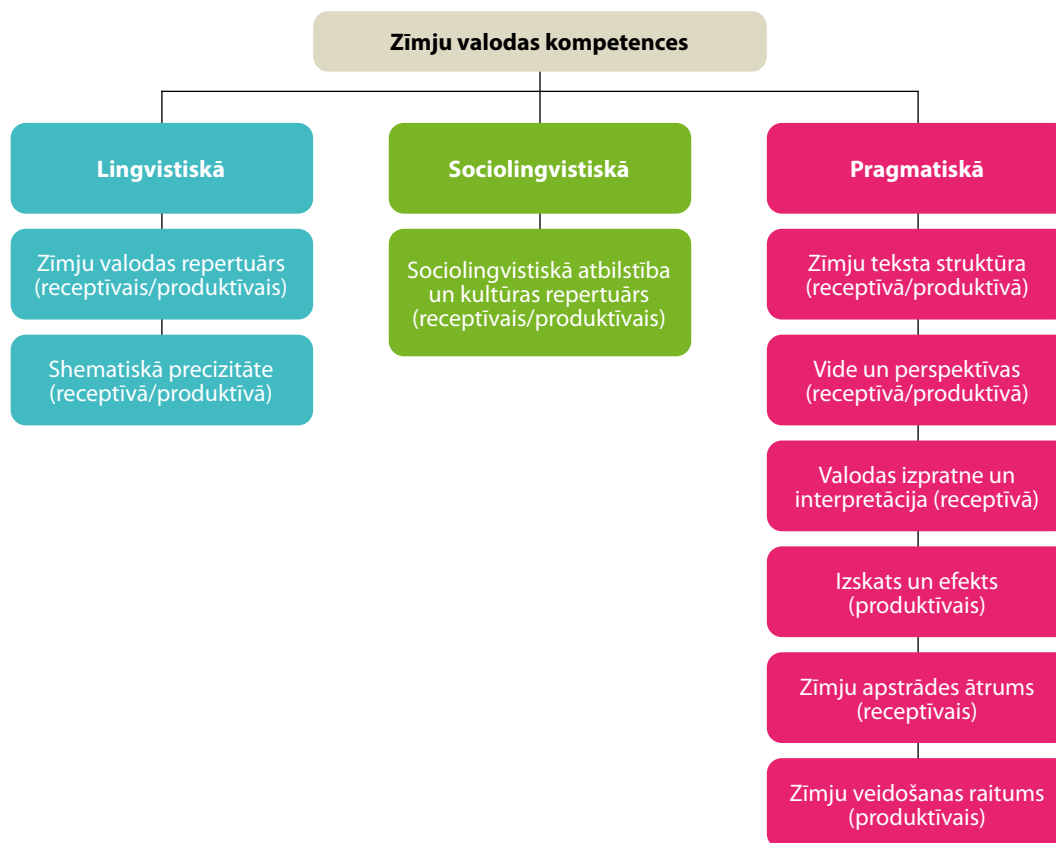 Zīmju valodas kompetences
Lingvistiskā
Zīmju valodas repertuārs
(receptīvais/produktīvais)
Shematiskā precizitāte
(receptīvā/produktīvā)
Sociolingvistiskā
Sociolingvistiskā atbilstība
un kultūras repertuārs
(receptīvais/produktīvais)
Pragmatiskā
Zīmju teksta struktūra
(receptīvā/produktīvā)
Vide un perspektīvas
(receptīvā/produktīvā)
Valodas izpratne un
interpretācija (receptīvā)
Izskats un efekts
(produktīvais)
Zīmju apstrādes ātrums
(receptīvais)
Zīmju veidošanas raitums
(produktīvais)